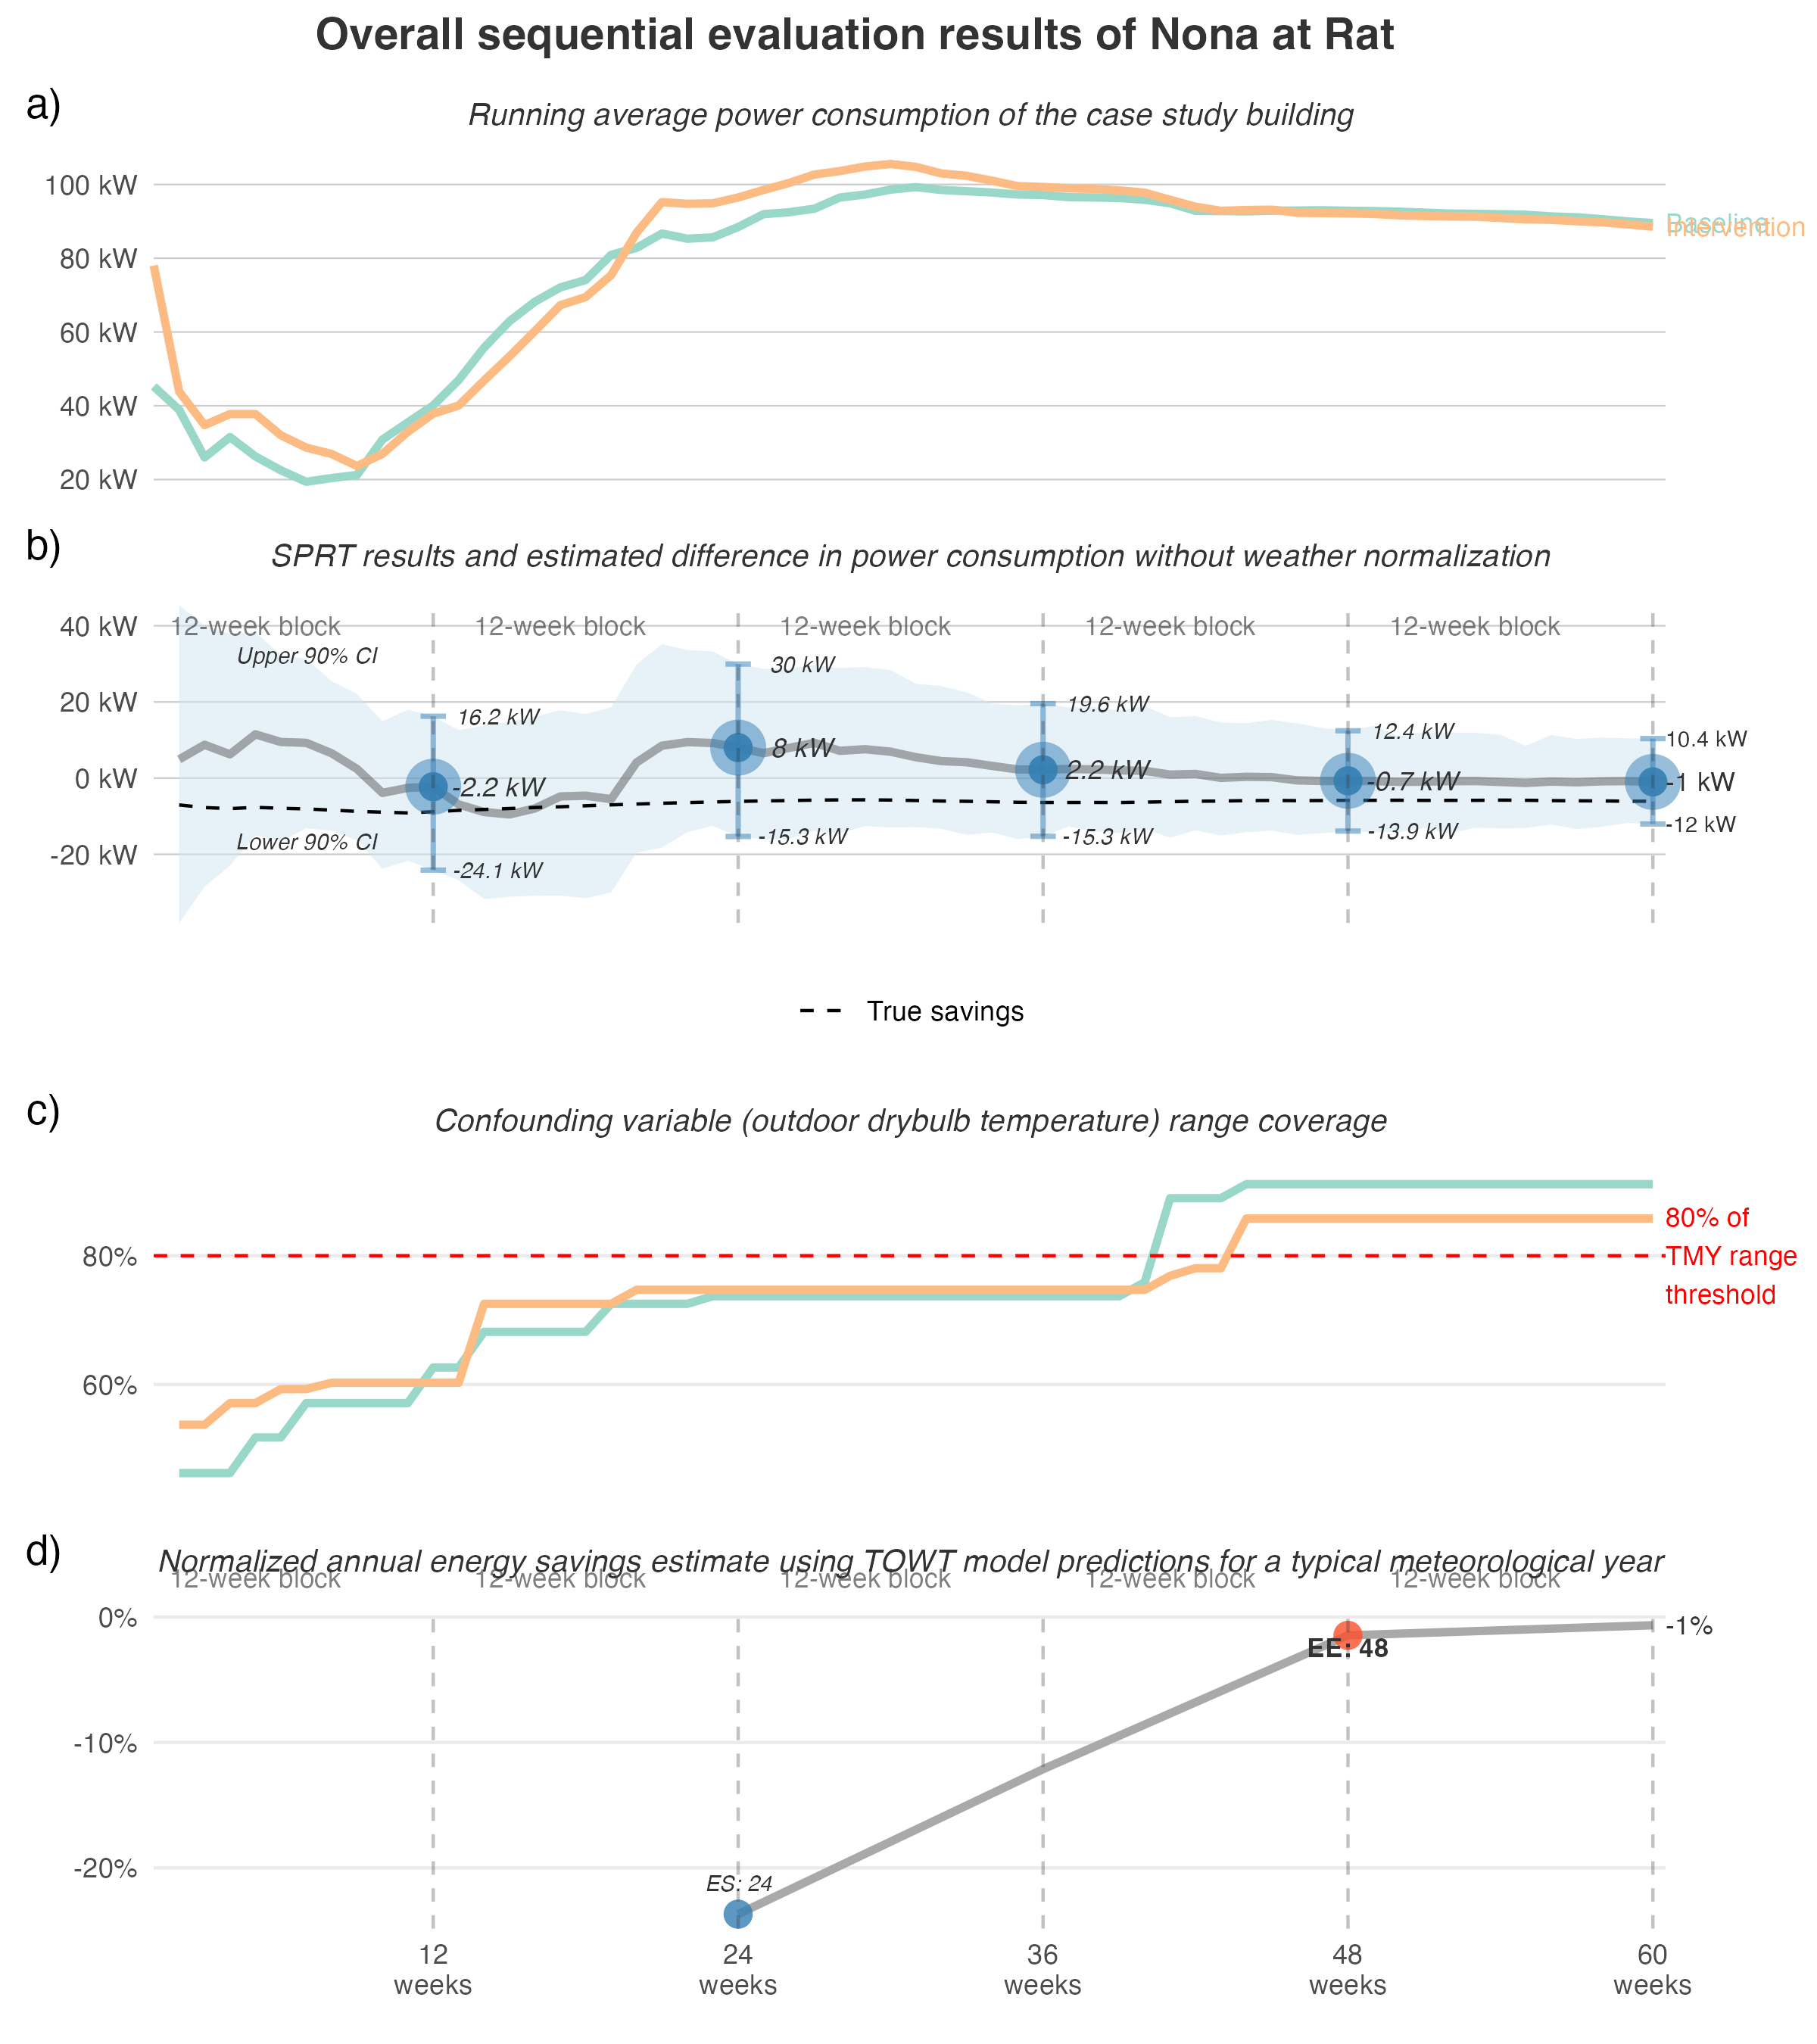 Overall sequential evaluation results of Nona at Rat
a)
Running average power consumption of the case study building
100 kW
80 kW
60 kW
40 kW
20 kW
Baseline
Intervention
b)
SPRT results and estimated difference in power consumption without weather normalization
40 kW
20 kW
0 kW
-20 kW
12-week block
12-week block
12-week block
12-week block
12-week block
Upper 90% CI
Lower 90% CI
16.2 kW
-2.2 kW
-24.1 kW
30 kW
8 kW
-15.3 kW
19.6 kW
2.2 kW
-15.3 kW
12.4 kW
-0.7 kW
-13.9 kW
10.4 kW
-1 kW
-12 kW
True savings
c)
Confounding variable (outdoor drybulb temperature) range coverage
80%
60%
80% of
TMY range
threshold
d)
Normalized annual energy savings estimate using TOWT model predictions for a typical meteorological year
12-week block
12-week block
12-week block
12-week block
12-week block
0%
-10%
-20%
ES: 24
EE: 48
-1%
12
weeks
24
weeks
36
weeks
48
weeks
60
weeks